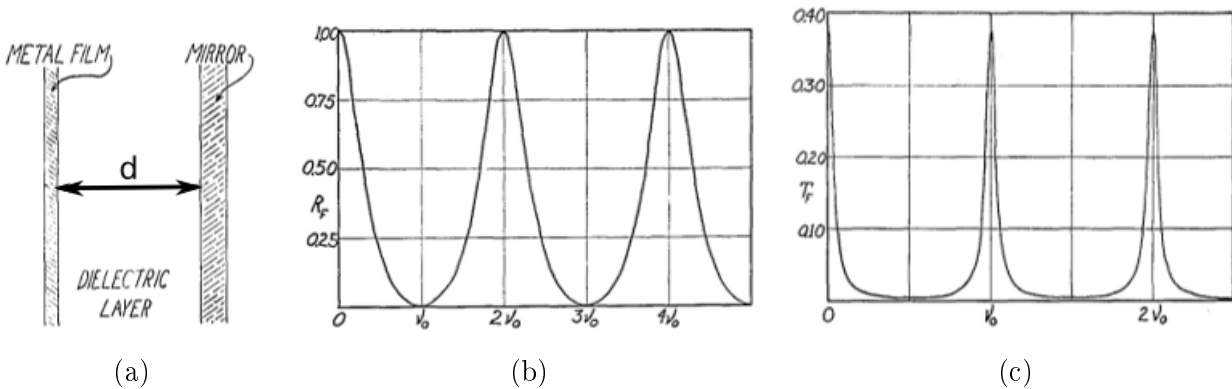 METAL FILM
MIRROR
d
DIELECTRIC
LAYER
(a)
1.00
0.75
0.50
R_F
0.25
0
ν₀
2ν₀
3ν₀
4ν₀
(b)
0.40
0.30
0.20
T_F
0.10
0
ν₀
2ν₀
(c)